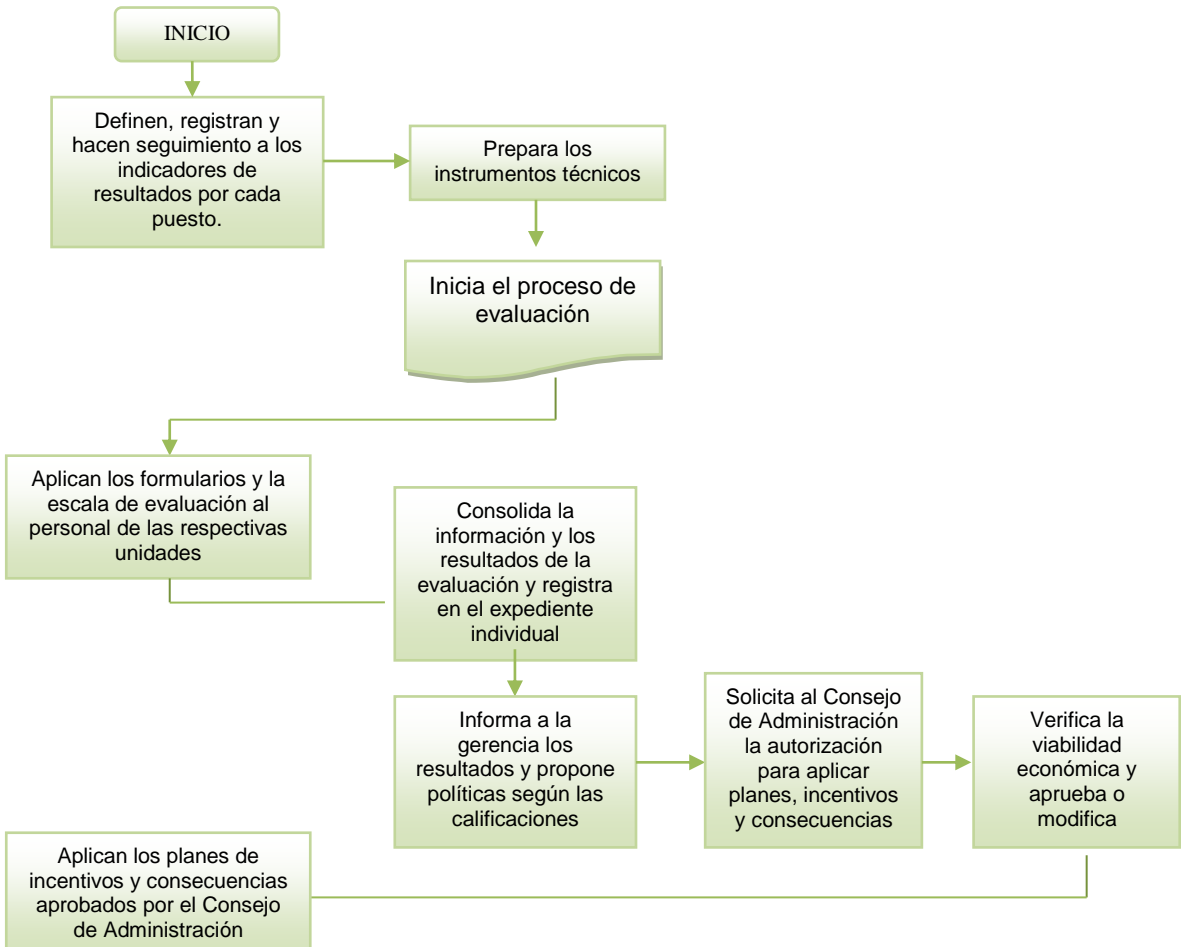 INICIO
Definen, registran y
hacen seguimiento a los
indicadores de
resultados por cada
puesto.
Prepara los
instrumentos técnicos
Inicia el proceso de
evaluación
Aplican los formularios y la
escala de evaluación al
personal de las respectivas
unidades
Consolida la
información y los
resultados de la
evaluación y registra
en el expediente
individual
Informa a la
gerencia los
resultados y propone
políticas según las
calificaciones
Solicita al Consejo
de Administración
la autorización
para aplicar
planes, incentivos
y consecuencias
Verifica la
viabilidad
económica y
aprueba o
modifica
Aplican los planes de
incentivos y consecuencias
aprobados por el Consejo
de Administración